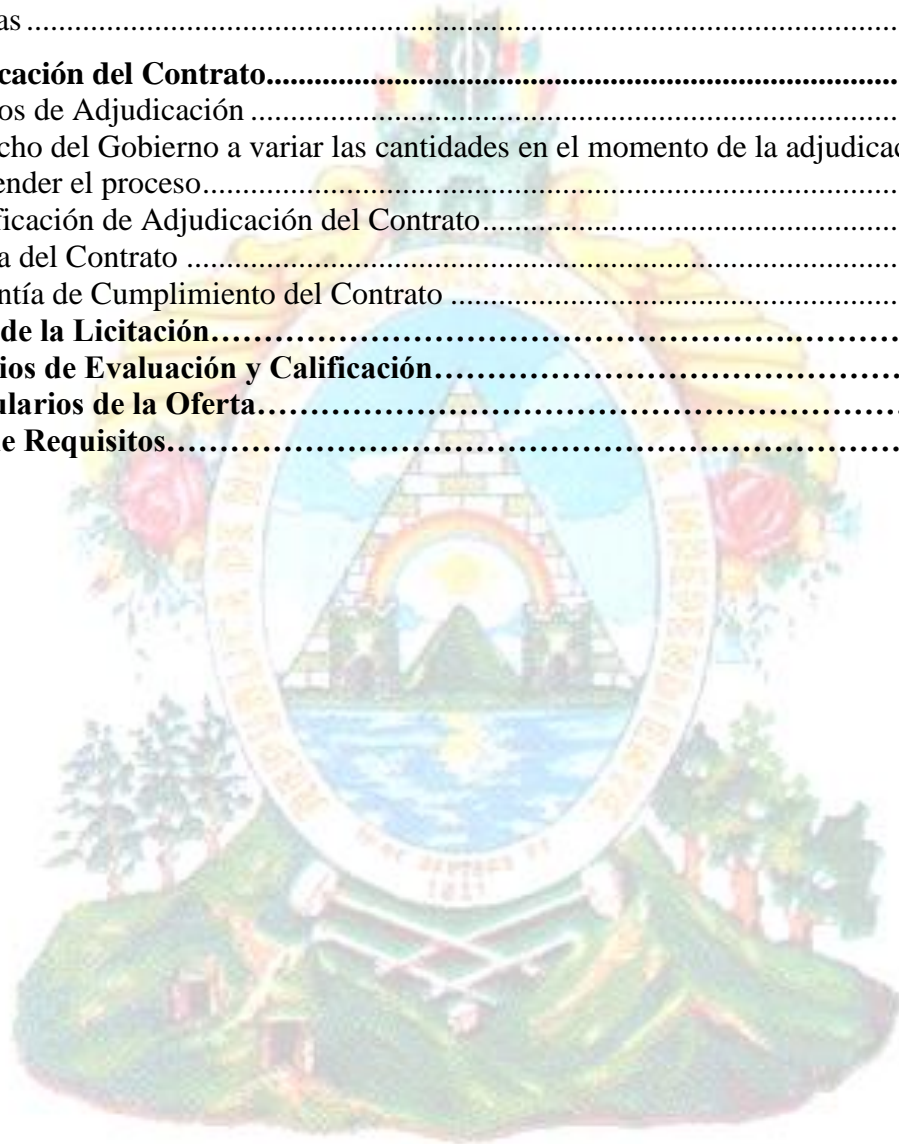 as ........................................................................................................
cación del Contrato...........................................................................
os de Adjudicación ............................................................................
cho del Gobierno a variar las cantidades en el momento de la adjudicac
ender el proceso..................................................................................
ficación de Adjudicación del Contrato..................................................
a del Contrato ....................................................................................
ntía de Cumplimiento del Contrato ......................................................
de la Licitación………………………………………………………..……
ios de Evaluación y Calificación…………………………………………
ularios de la Oferta………………………………………………………
e Requisitos…………………………………………………………………